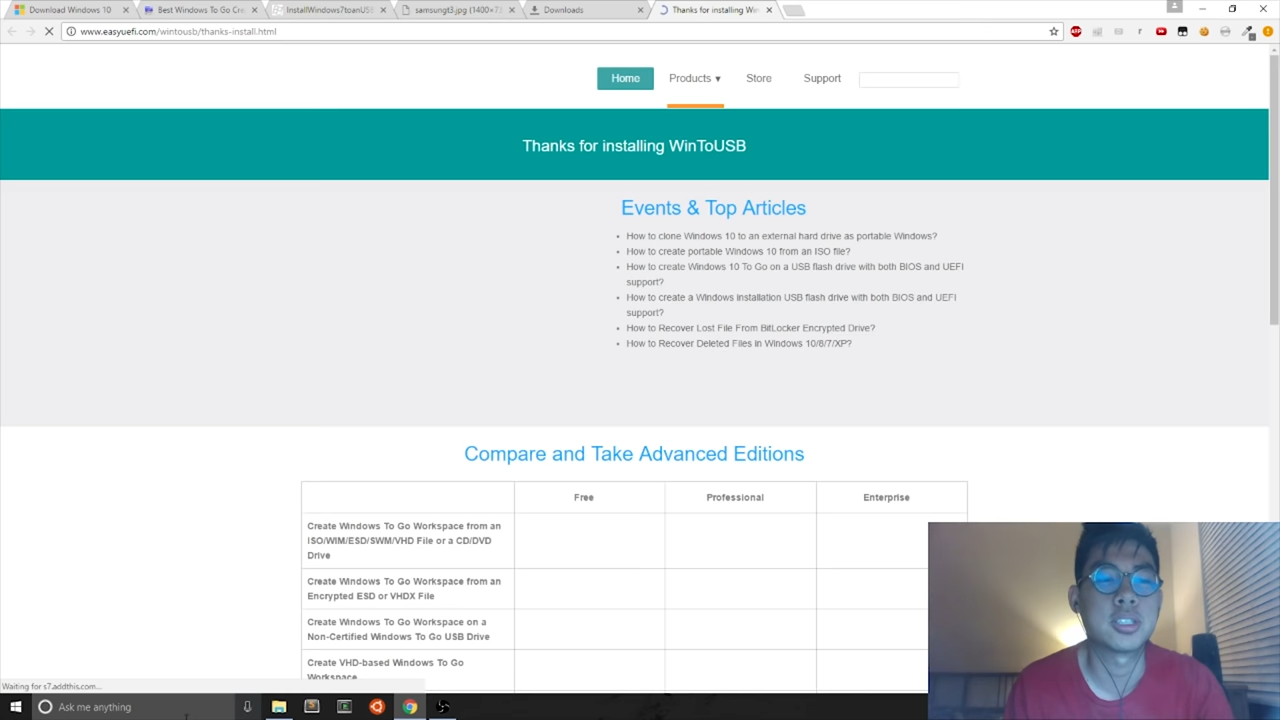 Download Windows 10
Best Windows To Go Cre
InstallWindows7toanUSB
samsungt3.jpg (1400×7
Downloads
Thanks for installing Win
www.easyuefi.com/wintousb/thanks-install.html
Home
Products ▾
Store
Support
Thanks for installing WinToUSB
Events & Top Articles
• How to clone Windows 10 to an external hard drive as portable Windows?
• How to create portable Windows 10 from an ISO file?
• How to create Windows 10 To Go on a USB flash drive with both BIOS and UEFI
support?
• How to create a Windows installation USB flash drive with both BIOS and UEFI
support?
• How to Recover Lost File From BitLocker Encrypted Drive?
• How to Recover Deleted Files in Windows 10/8/7/XP?
Compare and Take Advanced Editions
Free
Professional
Enterprise
Create Windows To Go Workspace from an
ISO/WIM/ESD/SWM/VHD File or a CD/DVD
Drive
Create Windows To Go Workspace from an
Encrypted ESD or VHDX File
Create Windows To Go Workspace on a
Non-Certified Windows To Go USB Drive
Create VHD-based Windows To Go
Workspace
Waiting for s7.addthis.com...
Ask me anything